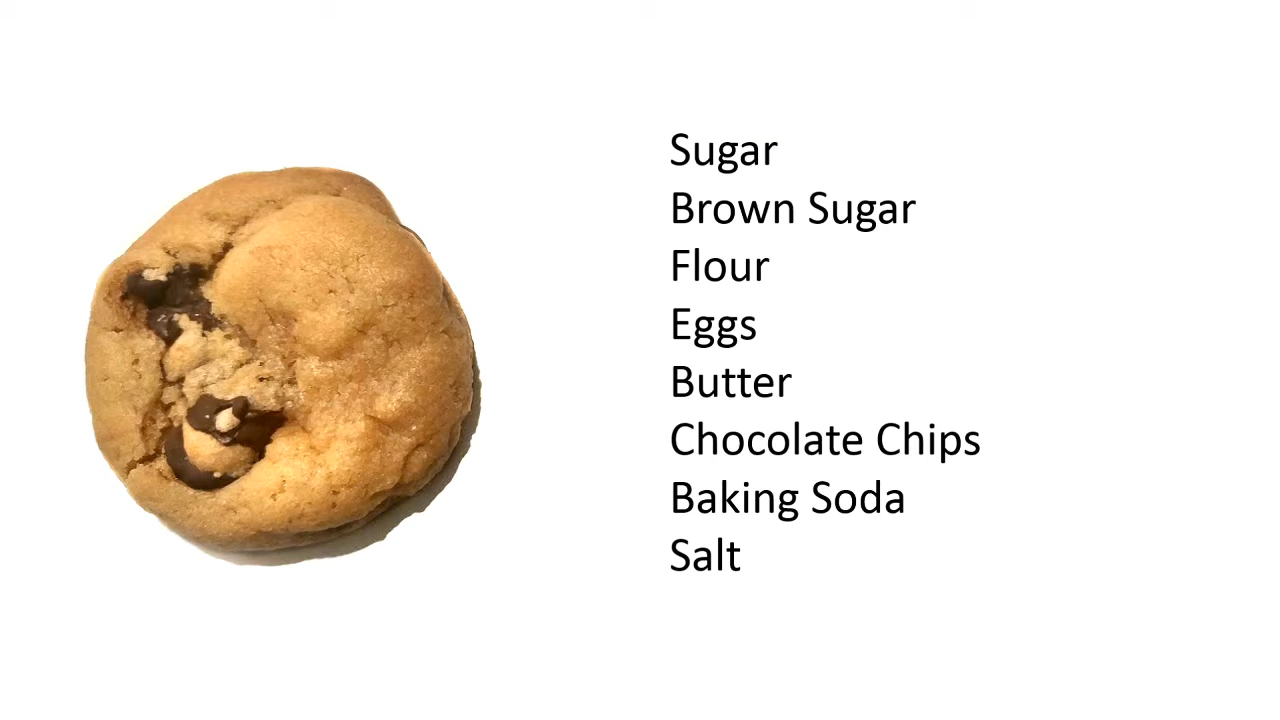 Sugar
Brown Sugar
Flour
Eggs
Butter
Chocolate Chips
Baking Soda
Salt